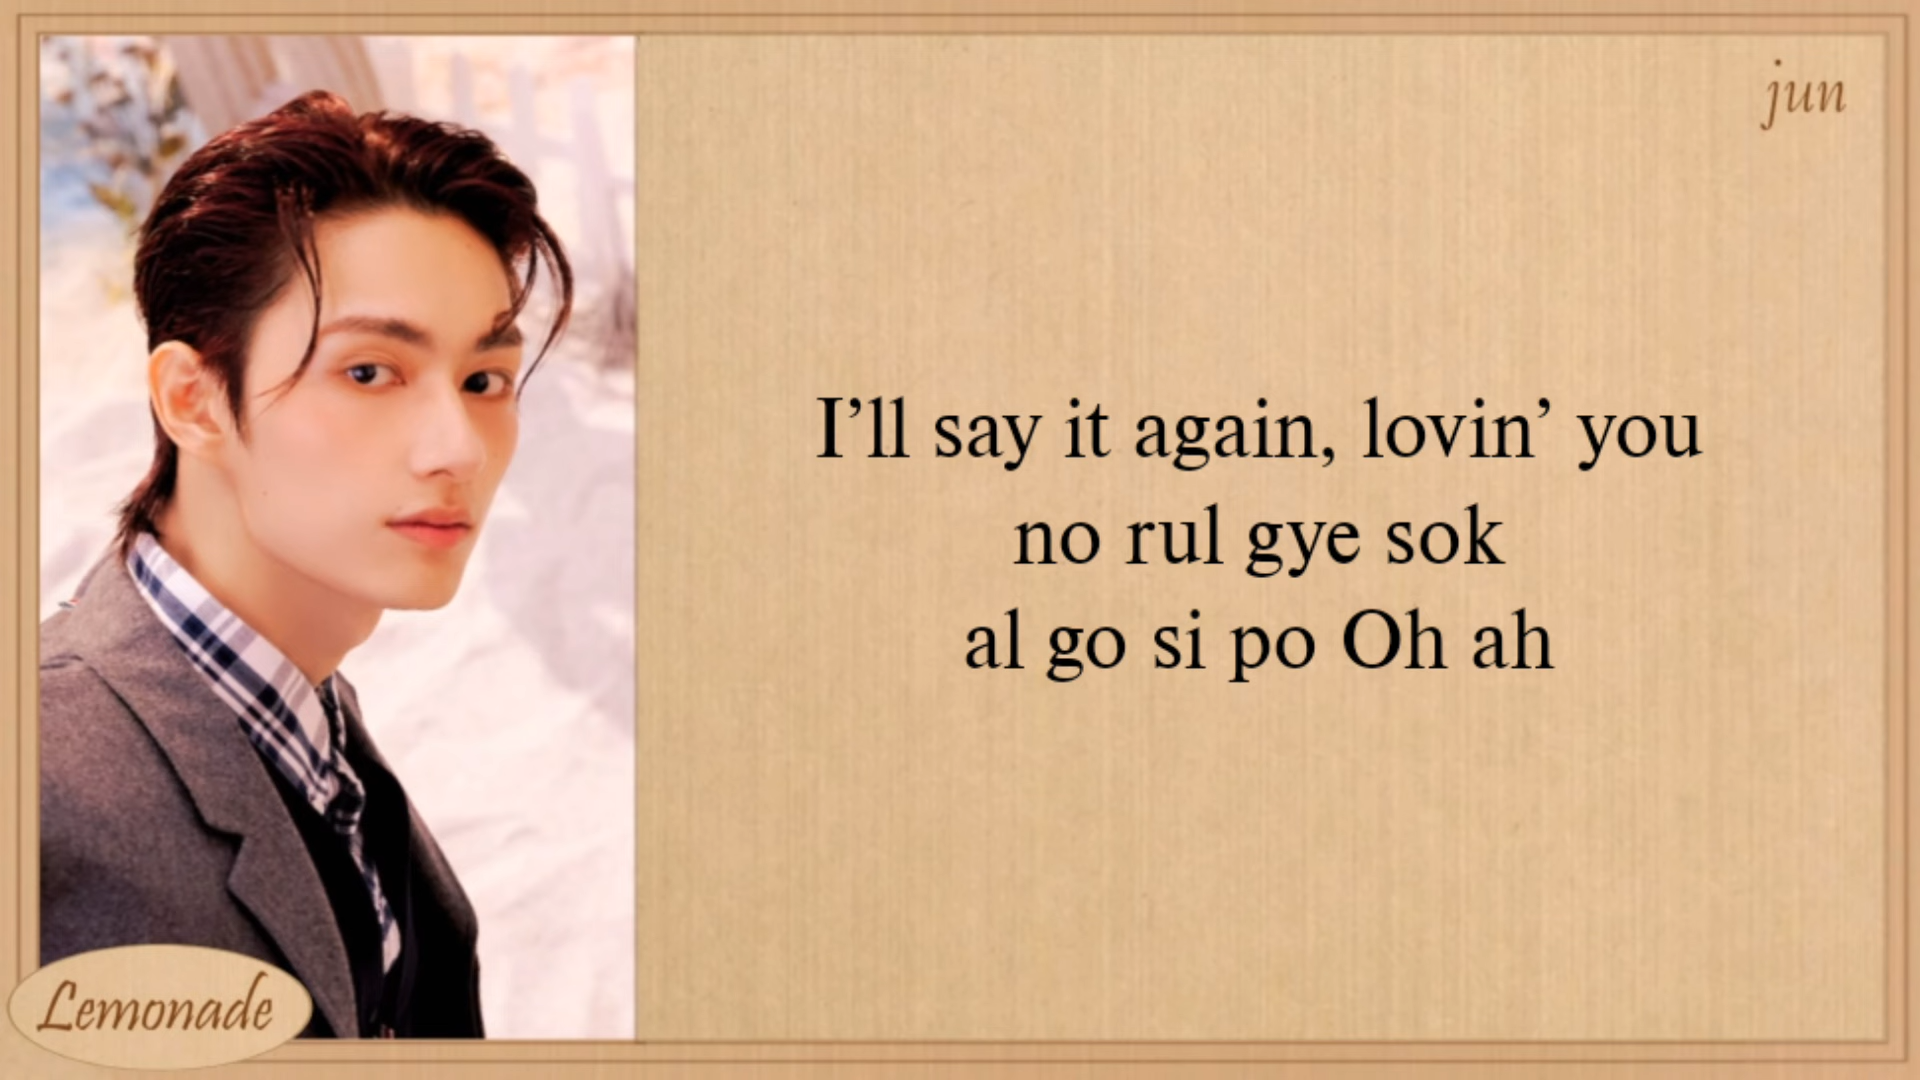 jun
I’ll say it again, lovin’ you
no rul gye sok
al go si po Oh ah
Lemonade